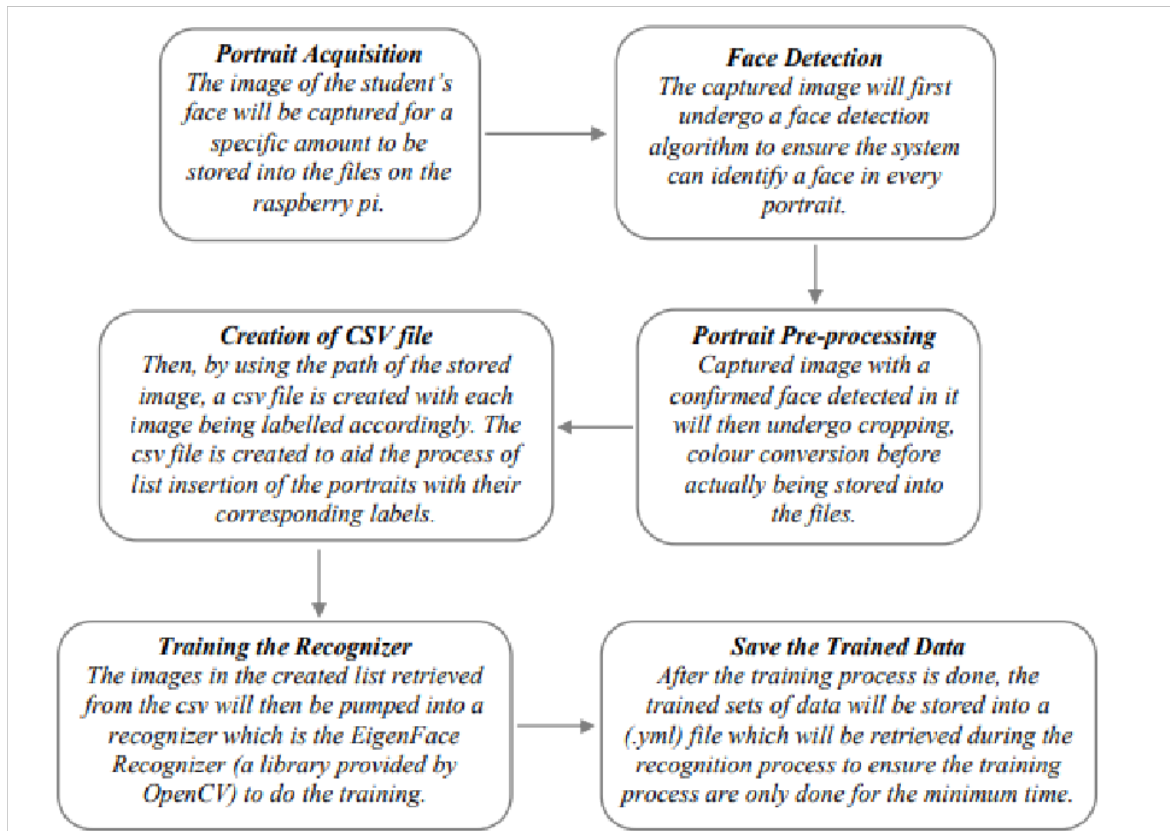 Portrait Acquisition
The image of the student's
face will be captured for a
specific amount to be
stored into the files on the
raspberry pi.
Face Detection
The captured image will first
undergo a face detection
algorithm to ensure the system
can identify a face in every
portrait.
Portrait Pre-processing
Captured image with a
confirmed face detected in it
will then undergo cropping,
colour conversion before
actually being stored into
the files.
Creation of CSV file
Then, by using the path of the stored
image, a csv file is created with each
image being labelled accordingly. The
csv file is created to aid the process of
list insertion of the portraits with their
corresponding labels.
Training the Recognizer
The images in the created list retrieved
from the csv will then be pumped into a
recognizer which is the EigenFace
Recognizer (a library provided by
OpenCV) to do the training.
Save the Trained Data
After the training process is done, the
trained sets of data will be stored into a
(.yml) file which will be retrieved during the
recognition process to ensure the training
process are only done for the minimum time.